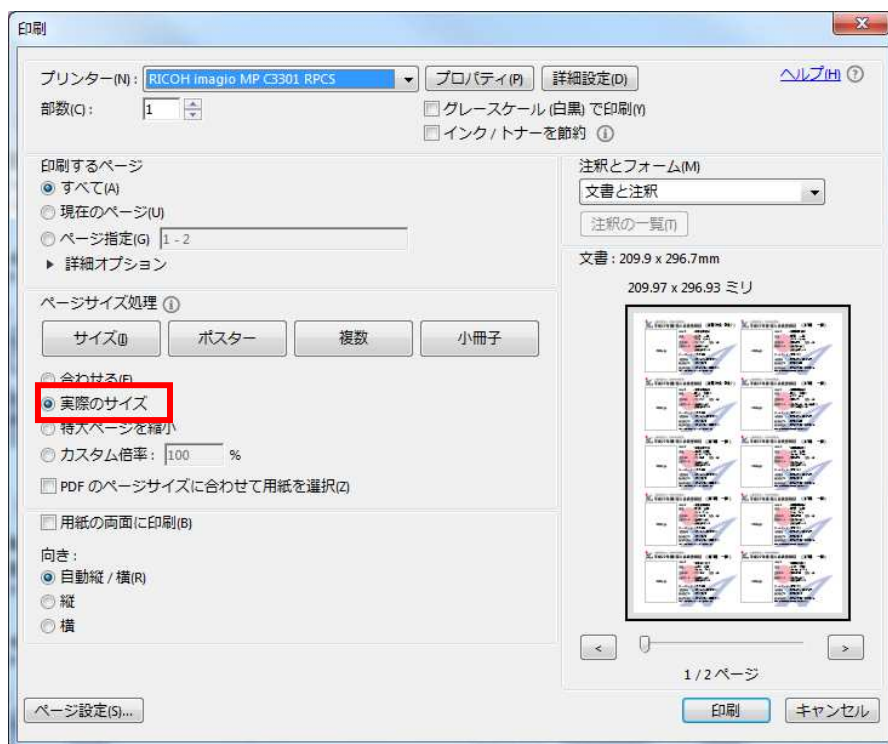 印刷
プリンター(N): RICOH imagio MP C3301 RPCS プロパティ(P) 詳細設定(D) ヘルプ(H)
部数(C): 1 グレースケール (白黒) で印刷(Y)
インク / トナーを節約
印刷するページ
すべて(A)
現在のページ(U)
ページ指定(G) 1 - 2
詳細オプション
注釈とフォーム(M)
文書と注釈
注釈の一覧(T)
文書 : 209.9 x 296.7mm
209.97 x 296.93 ミリ
ページサイズ処理
サイズ(I) ポスター 複数 小冊子
合わせる(F)
実際のサイズ
特大ページを縮小
カスタム倍率 : 100 %
PDF のページサイズに合わせて用紙を選択(Z)
用紙の両面に印刷(B)
向き :
自動縦 / 横(R)
縦
横
< >
1 / 2 ページ
ページ設定(S)... 印刷 キャンセル